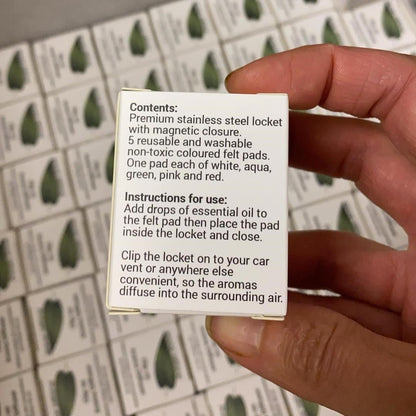 Contents:
Premium stainless steel locket
with magnetic closure.
5 reusable and washable
non-toxic coloured felt pads.
One pad each of white, aqua,
green, pink and red.
Instructions for use:
Add drops of essential oil to
the felt pad then place the pad
inside the locket and close.
Clip the locket on to your car
vent or anywhere else
convenient, so the aromas
diffuse into the surrounding air.